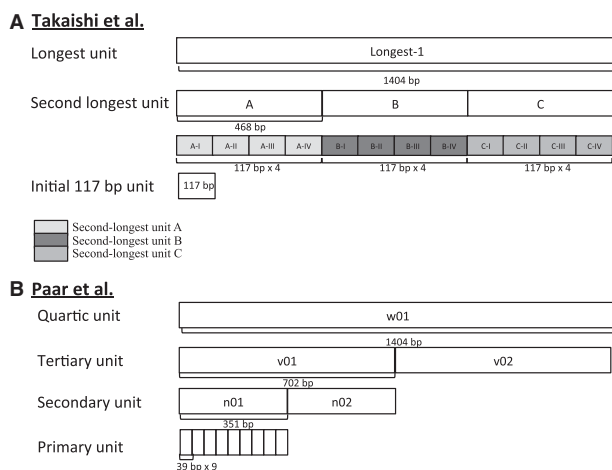 A Takaishi et al.
Longest unit
Longest-1
1404 bp
Second longest unit
A B C
468 bp
A-I A-II A-III A-IV B-I B-II B-III B-IV C-I C-II C-III C-IV
117 bp x 4 117 bp x 4 117 bp x 4
Initial 117 bp unit
117 bp
Second-longest unit A
Second-longest unit B
Second-longest unit C
B Paar et al.
Quartic unit
w01
1404 bp
Tertiary unit
v01 v02
702 bp
Secondary unit
n01 n02
351 bp
Primary unit
39 bp x 9